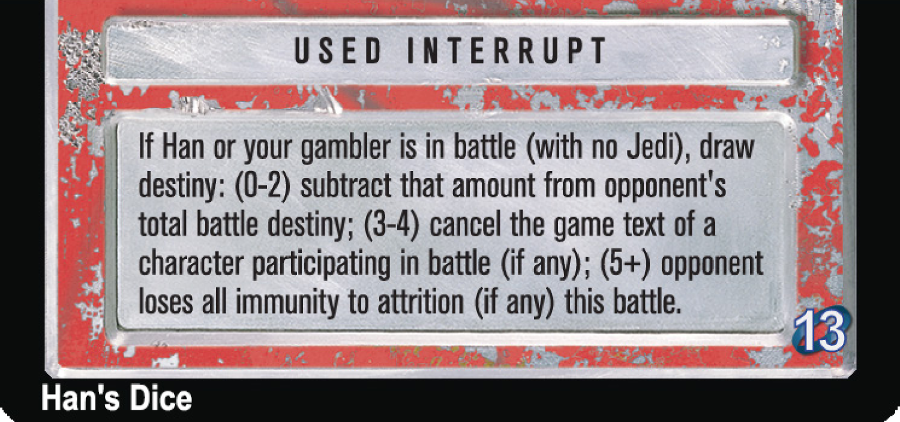 USED INTERRUPT
If Han or your gambler is in battle (with no Jedi), draw
destiny: (0-2) subtract that amount from opponent's
total battle destiny; (3-4) cancel the game text of a
character participating in battle (if any); (5+) opponent
loses all immunity to attrition (if any) this battle.
13
Han's Dice